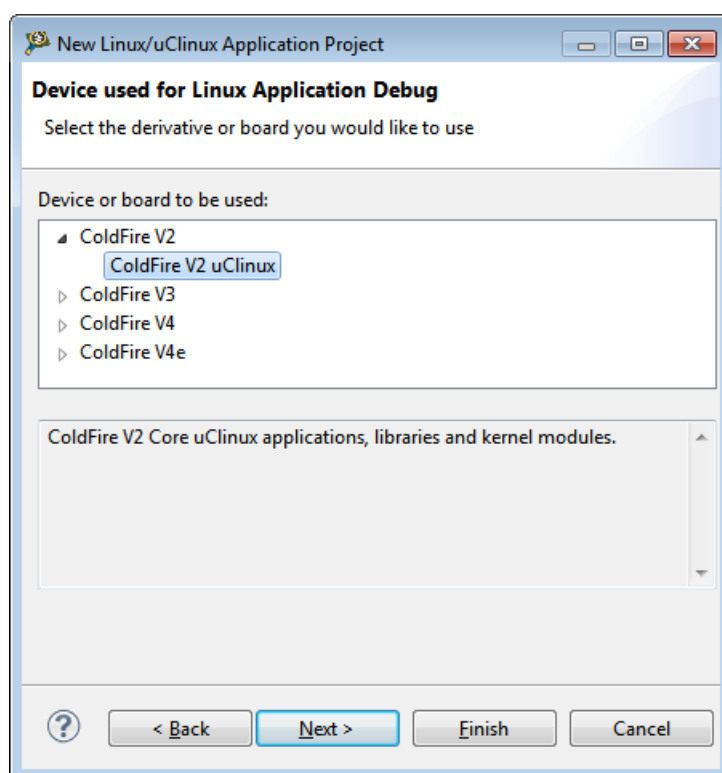 New Linux/uClinux Application Project
Device used for Linux Application Debug
Select the derivative or board you would like to use
Device or board to be used:
ColdFire V2
ColdFire V2 uClinux
ColdFire V3
ColdFire V4
ColdFire V4e
ColdFire V2 Core uClinux applications, libraries and kernel modules.
? < Back Next > Finish Cancel